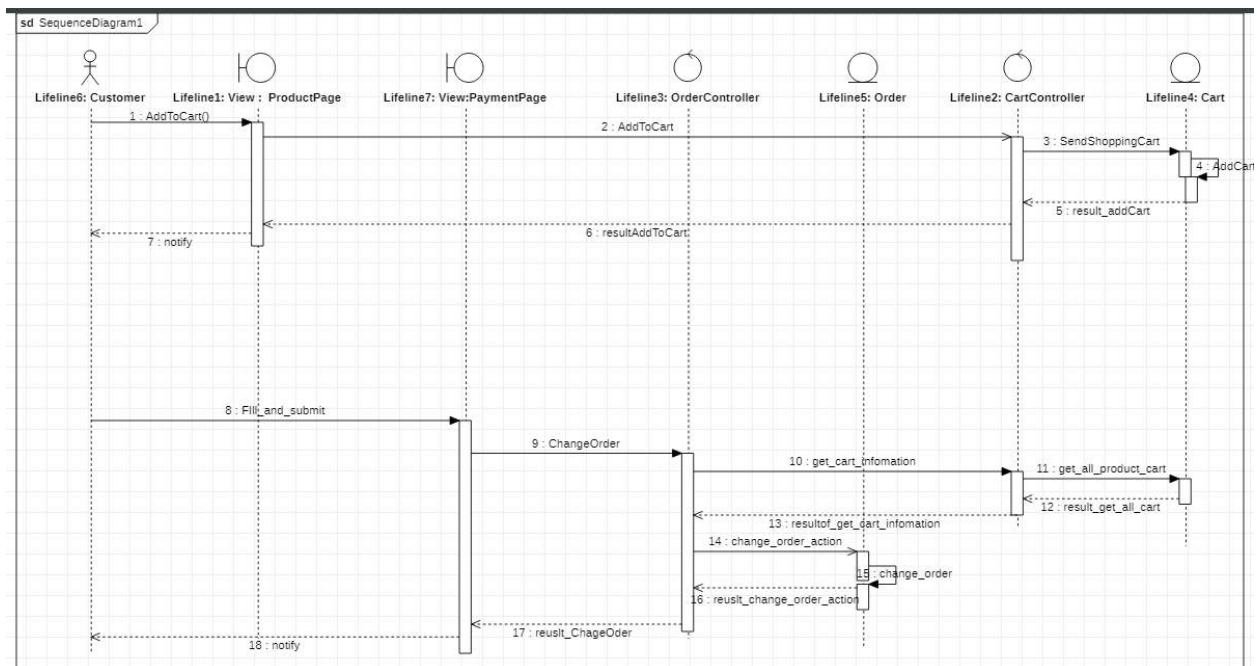 sd SequenceDiagram1
Lifeline6: Customer
Lifeline1: View : ProductPage
Lifeline7: View:PaymentPage
Lifeline3: OrderController
Lifeline5: Order
Lifeline2: CartController
Lifeline4: Cart
1 : AddToCart()
2 : AddToCart
3 : SendShoppingCart
4 : AddCart
5 : result_addCart
6 : resultAddToCart
7 : notify
8 : FIll_and_submit
9 : ChangeOrder
10 : get_cart_infomation
11 : get_all_product_cart
12 : result_get_all_cart
13 : resultof_get_cart_infomation
14 : change_order_action
15 : change_order
16 : reuslt_change_order_action
17 : reuslt_ChageOder
18 : notify